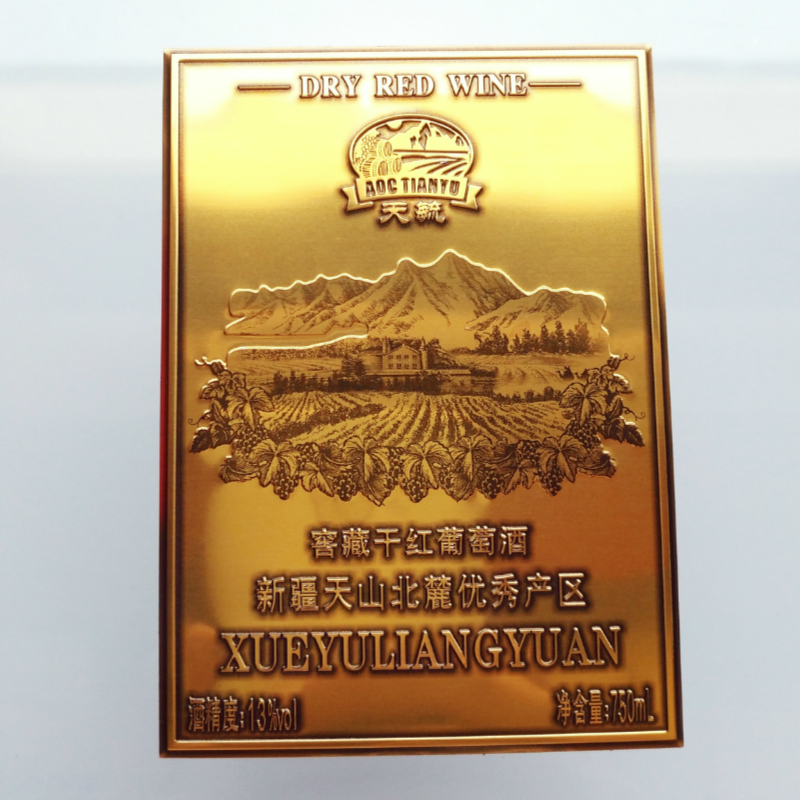 DRY RED WINE
AOC TIANYU
天毓
窖藏干红葡萄酒
新疆天山北麓优秀产区
XUEYULIANGYUAN
酒精度:13%vol
净含量:750mL